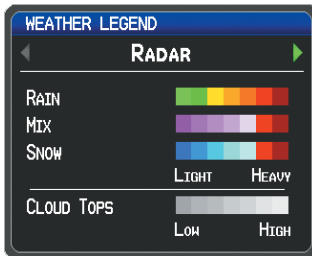 WEATHER LEGEND
RADAR
RAIN
MIX
SNOW
LIGHT HEAVY
CLOUD TOPS
LOW HIGH